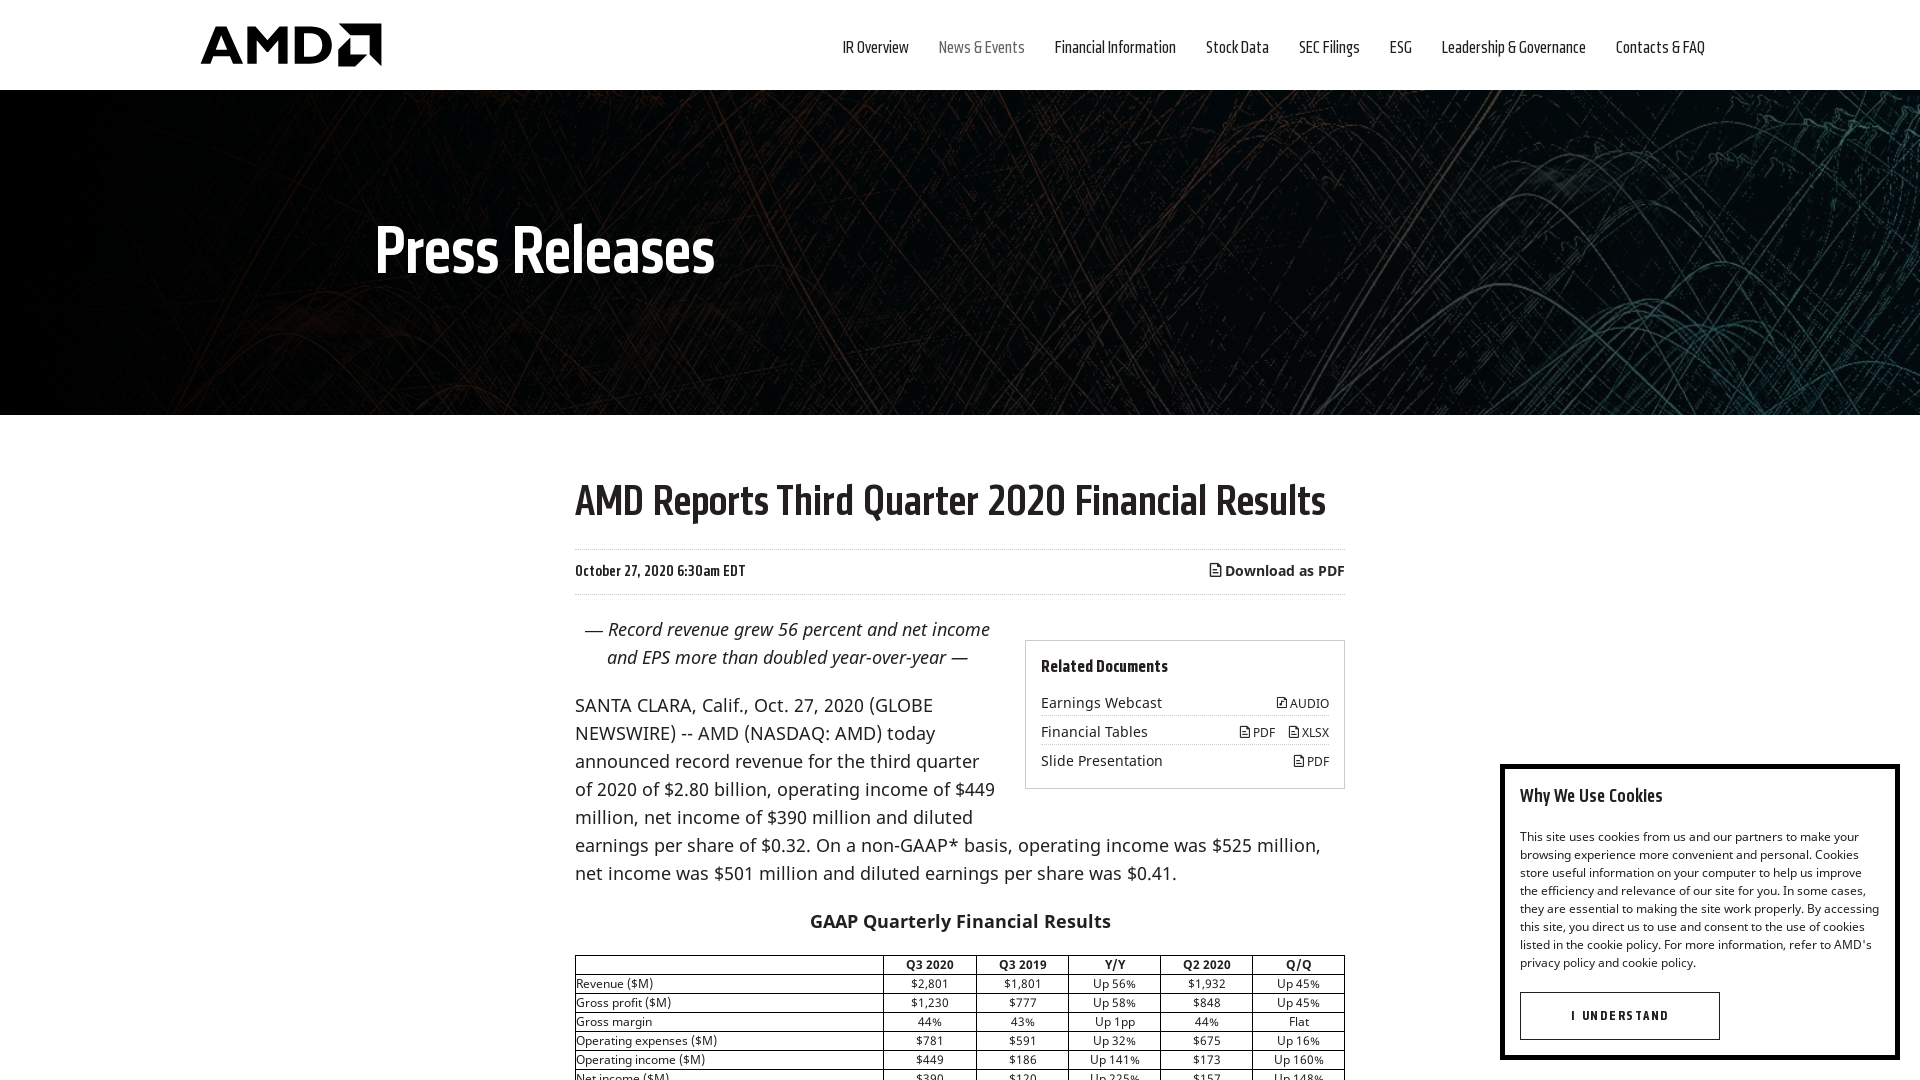 AMD
IR Overview News & Events Financial Information Stock Data SEC Filings ESG Leadership & Governance Contacts & FAQ
Press Releases
AMD Reports Third Quarter 2020 Financial Results
October 27, 2020 6:30am EDT Download as PDF
— Record revenue grew 56 percent and net income
and EPS more than doubled year-over-year —
Related Documents
Earnings Webcast AUDIO
Financial Tables PDF XLSX
Slide Presentation PDF
SANTA CLARA, Calif., Oct. 27, 2020 (GLOBE
NEWSWIRE) -- AMD (NASDAQ: AMD) today
announced record revenue for the third quarter
of 2020 of $2.80 billion, operating income of $449
million, net income of $390 million and diluted
earnings per share of $0.32. On a non-GAAP* basis, operating income was $525 million,
net income was $501 million and diluted earnings per share was $0.41.
GAAP Quarterly Financial Results
Q3 2020 Q3 2019 Y/Y Q2 2020 Q/Q
Revenue ($M) $2,801 $1,801 Up 56% $1,932 Up 45%
Gross profit ($M) $1,230 $777 Up 58% $848 Up 45%
Gross margin 44% 43% Up 1pp 44% Flat
Operating expenses ($M) $781 $591 Up 32% $675 Up 16%
Operating income ($M) $449 $186 Up 141% $173 Up 160%
Net income ($M) $390 $120 Up 225% $157 Up 148%
Why We Use Cookies
This site uses cookies from us and our partners to make your
browsing experience more convenient and personal. Cookies
store useful information on your computer to help us improve
the efficiency and relevance of our site for you. In some cases,
they are essential to making the site work properly. By accessing
this site, you direct us to use and consent to the use of cookies
listed in the cookie policy. For more information, refer to AMD's
privacy policy and cookie policy.
I UNDERSTAND